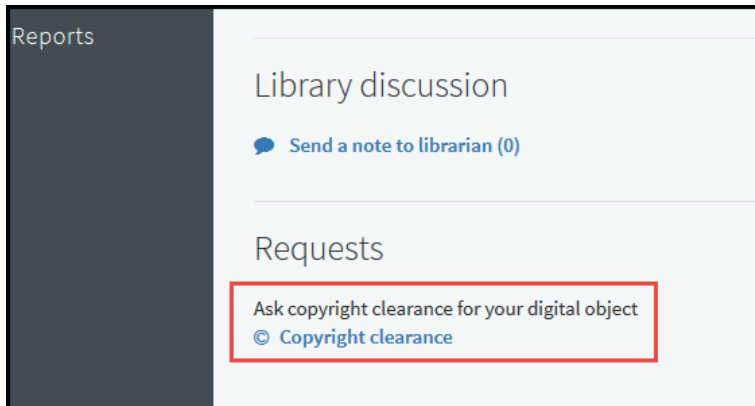 Reports
Library discussion
Send a note to librarian (0)
Requests
Ask copyright clearance for your digital object
© Copyright clearance